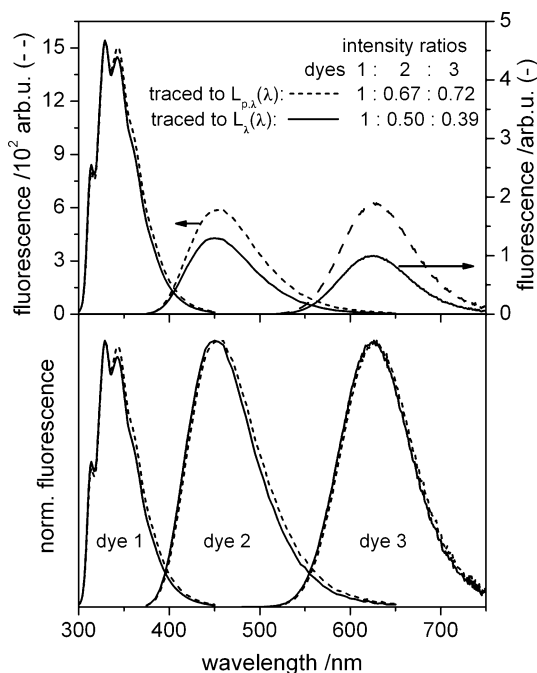 intensity ratios
dyes 1 : 2 : 3
traced to Lp,λ(λ): 1 : 0.67 : 0.72
traced to Lλ(λ): 1 : 0.50 : 0.39
fluorescence /10² arb.u. (- -)
15
12
9
6
3
0
fluorescence/arb.u. (-)
5
4
3
2
1
0
norm. fluorescence
dye 1 dye 2 dye 3
300 400 500 600 700
wavelength /nm